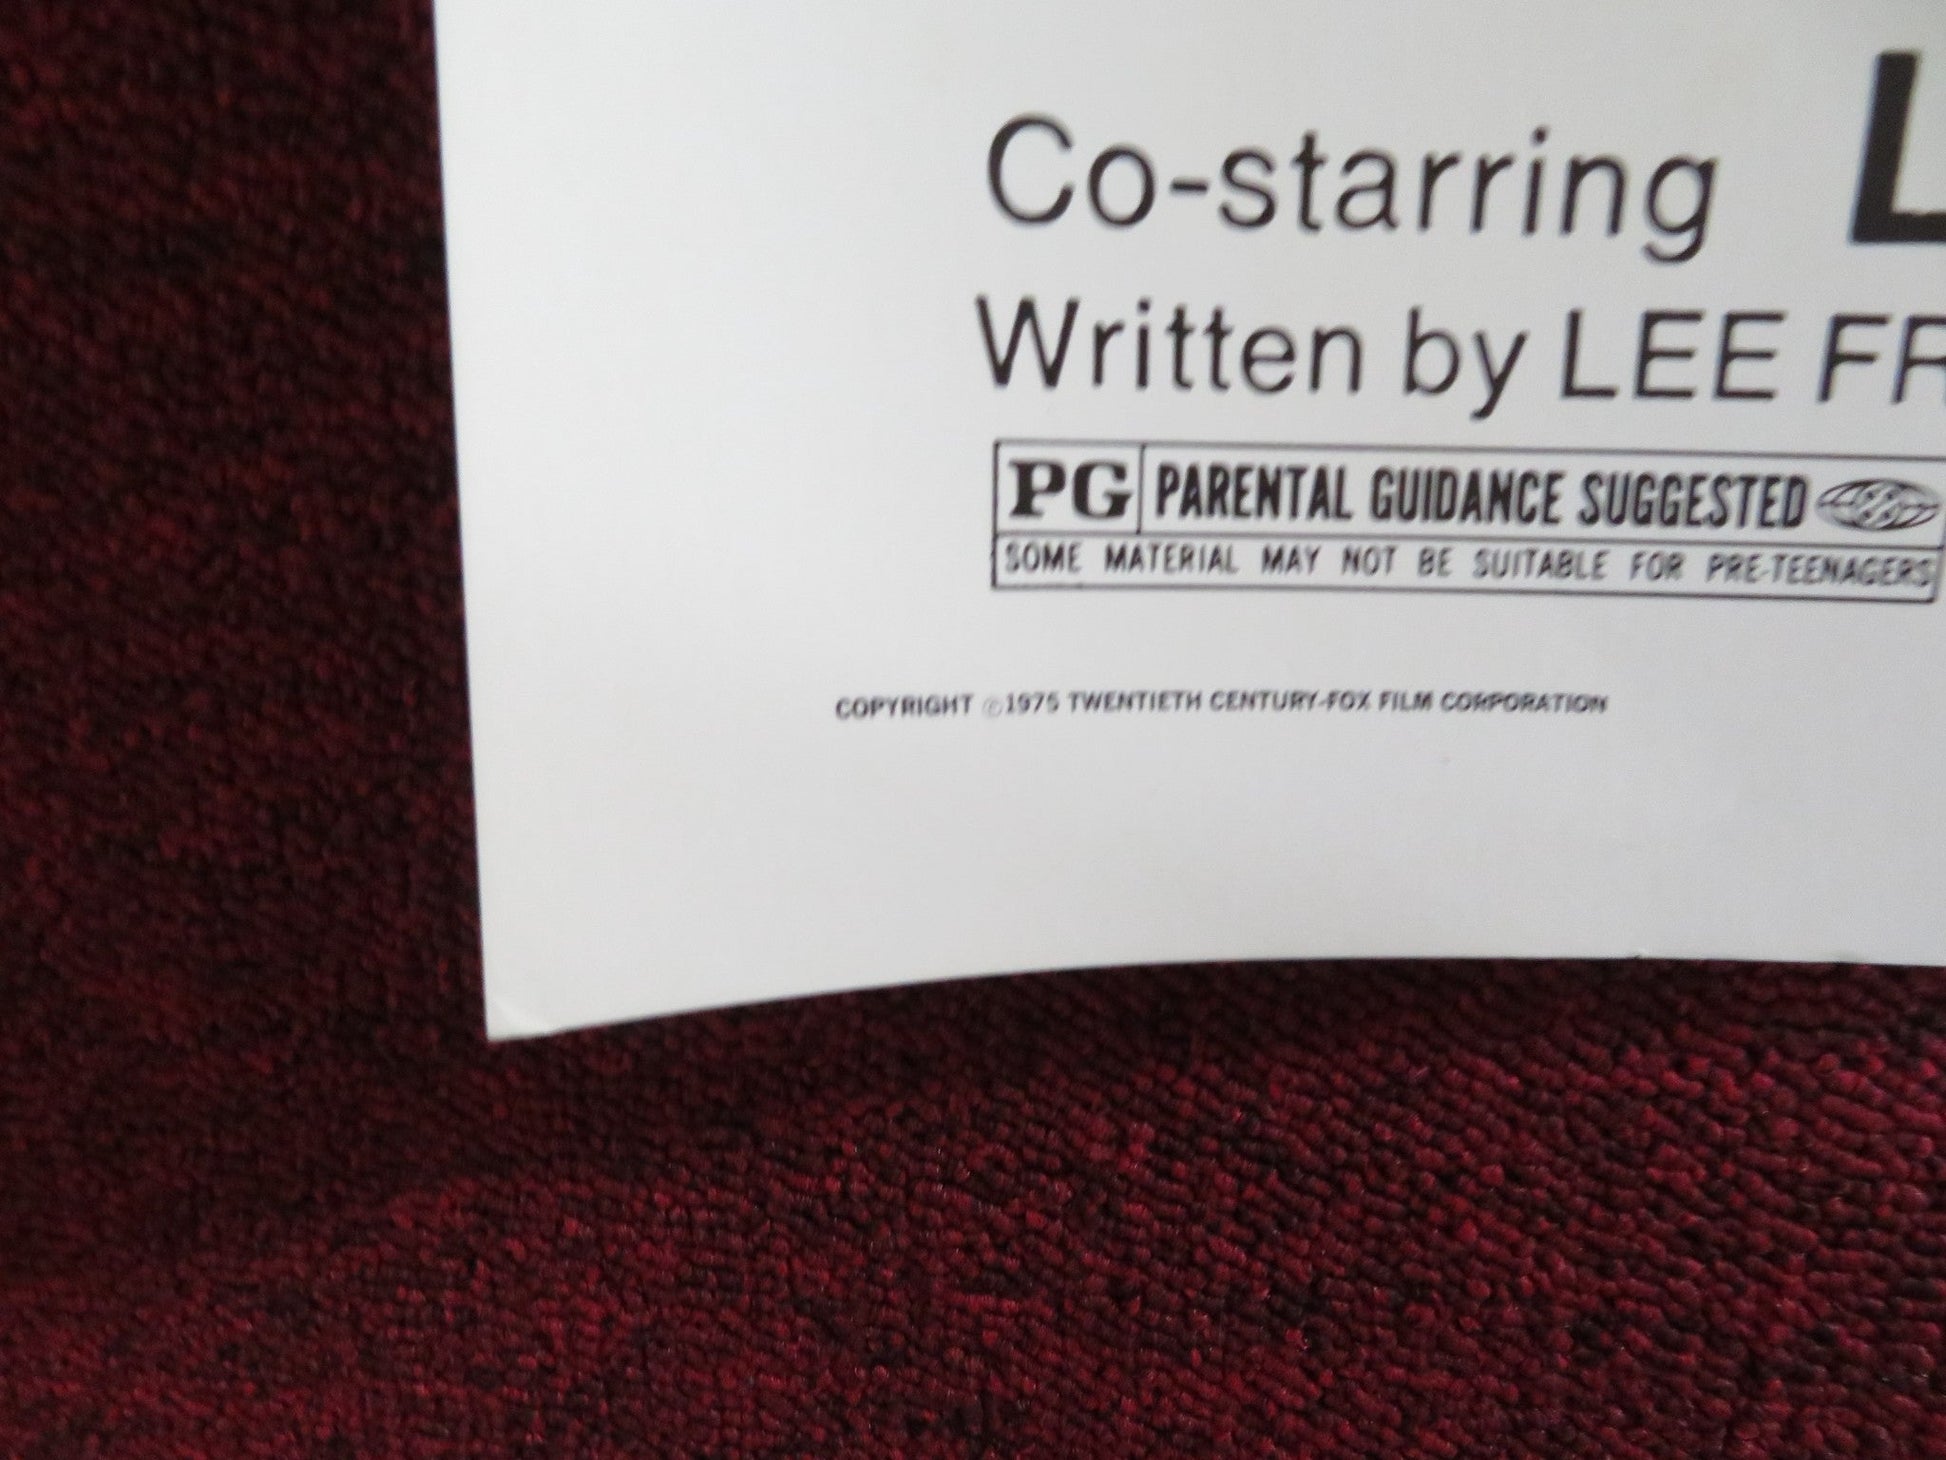 Co-starring L
Written by LEE FR
PG PARENTAL GUIDANCE SUGGESTED
SOME MATERIAL MAY NOT BE SUITABLE FOR PRE-TEENAGERS
COPYRIGHT ©1975 TWENTIETH CENTURY-FOX FILM CORPORATION